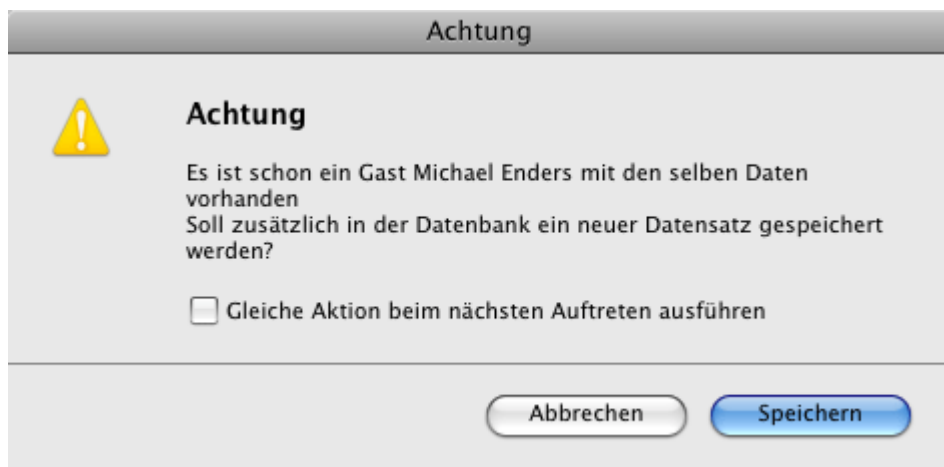 Achtung
Achtung
Es ist schon ein Gast Michael Enders mit den selben Daten
vorhanden
Soll zusätzlich in der Datenbank ein neuer Datensatz gespeichert
werden?
Gleiche Aktion beim nächsten Auftreten ausführen
Abbrechen Speichern